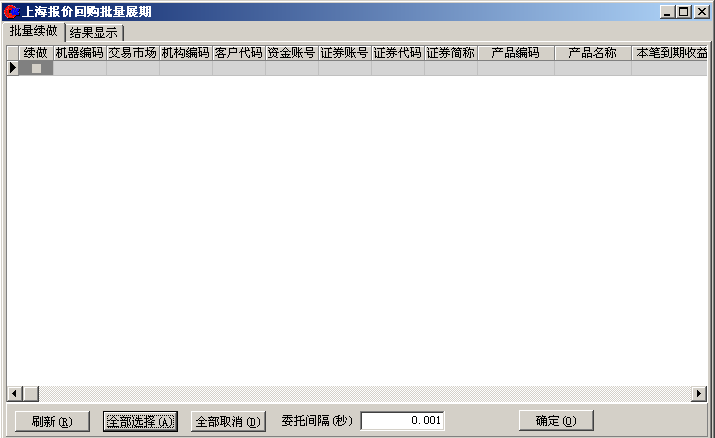 上海报价回购批量展期
批量续做 结果显示
续做 机器编码 交易市场 机构编码 客户代码 资金账号 证券账号 证券代码 证券简称 产品编码 产品名称 本笔到期收益
刷新(R) 全部选择(A) 全部取消(D) 委托间隔(秒) 0.001 确定(O)